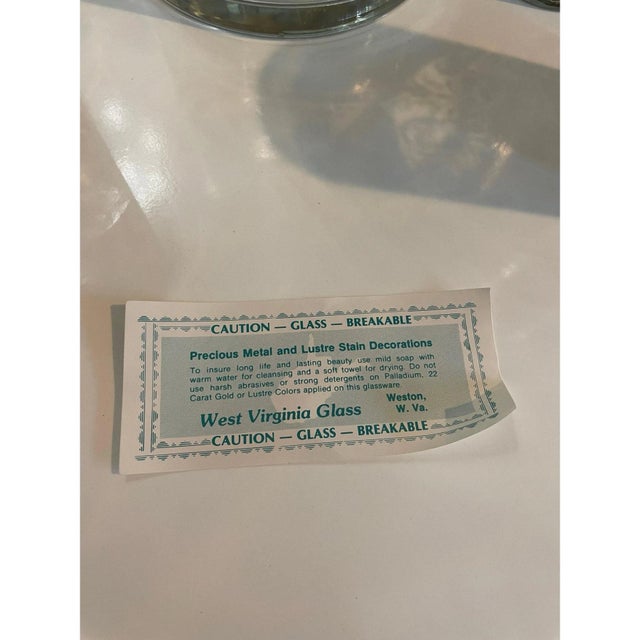 CAUTION — GLASS — BREAKABLE
Precious Metal and Lustre Stain Decorations
To insure long life and lasting beauty use mild soap with
warm water for cleansing and a soft towel for drying. Do not
use harsh abrasives or strong detergents on Palladium, 22
Carat Gold or Lustre Colors applied on this glassware.
West Virginia Glass
Weston,
W. Va.
CAUTION — GLASS — BREAKABLE